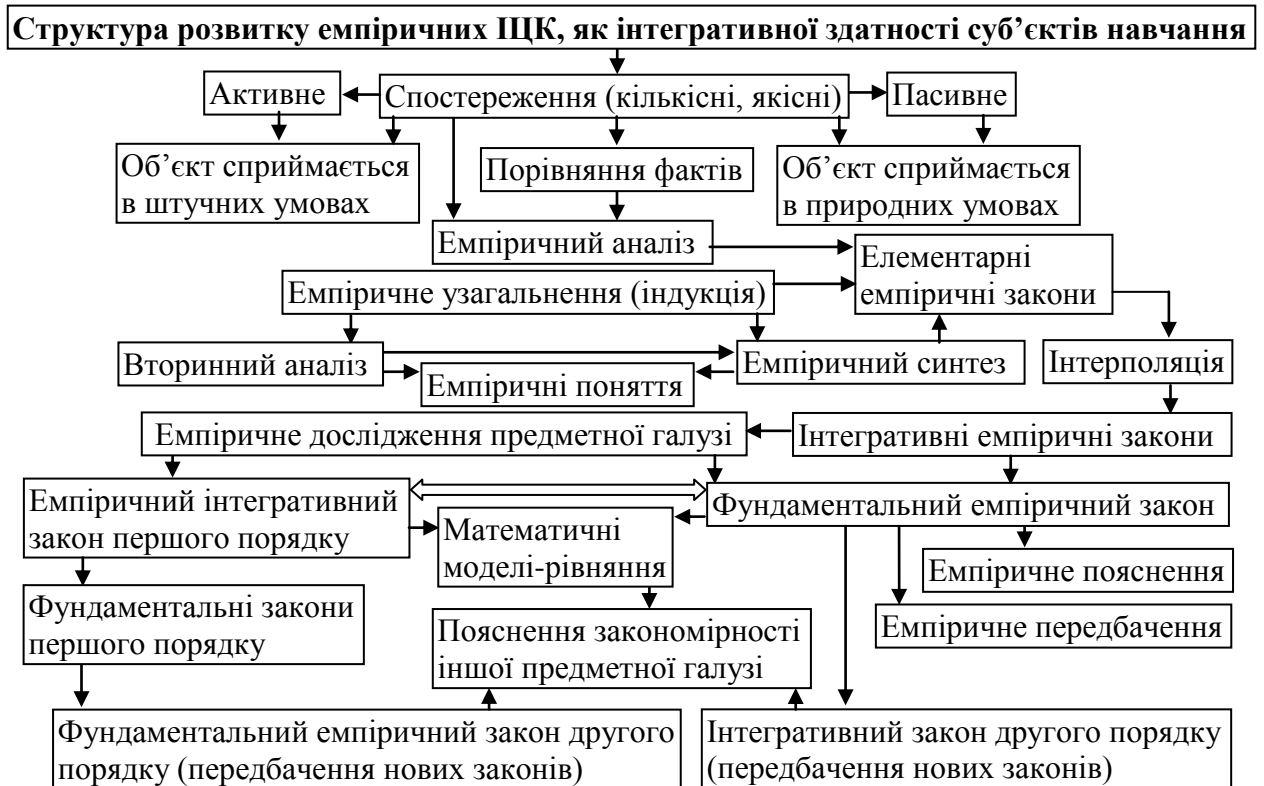 Структура розвитку емпіричних ІЩК, як інтегративної здатності суб’єктів навчання
Активне
Спостереження (кількісні, якісні)
Пасивне
Об’єкт сприймається
в штучних умовах
Порівняння фактів
Об’єкт сприймається
в природних умовах
Емпіричний аналіз
Елементарні
емпіричні закони
Емпіричне узагальнення (індукція)
Вторинний аналіз
Емпіричні поняття
Емпіричний синтез
Інтерполяція
Емпіричне дослідження предметної галузі
Інтегративні емпіричні закони
Емпіричний інтегративний
закон першого порядку
Математичні
моделі-рівняння
Фундаментальний емпіричний закон
Емпіричне пояснення
Фундаментальні закони
першого порядку
Пояснення закономірності
іншої предметної галузі
Емпіричне передбачення
Фундаментальний емпіричний закон другого
порядку (передбачення нових законів)
Інтегративний закон другого порядку
(передбачення нових законів)